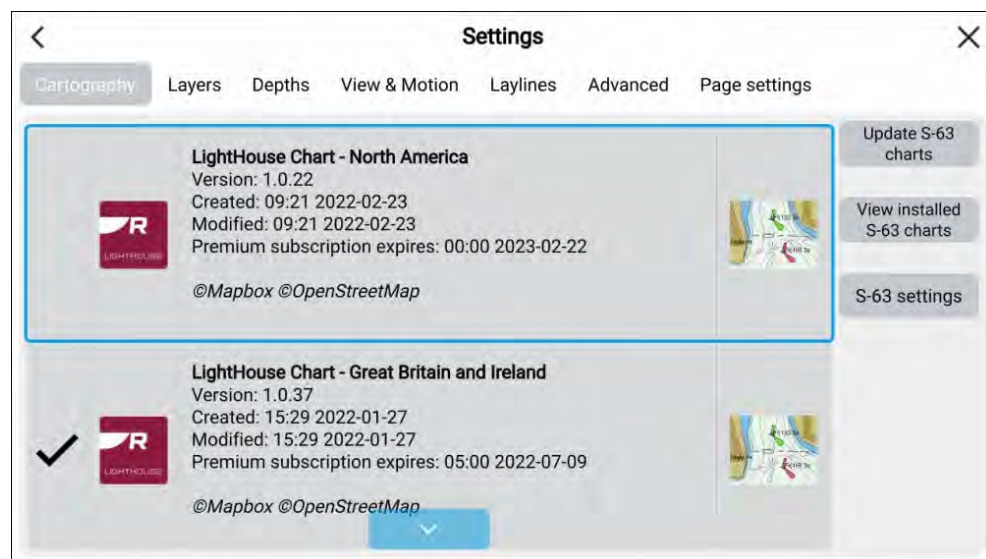 Settings
Cartography Layers Depths View & Motion Laylines Advanced Page settings
LightHouse Chart - North America
Version: 1.0.22
Created: 09:21 2022-02-23
Modified: 09:21 2022-02-23
Premium subscription expires: 00:00 2023-02-22
©Mapbox ©OpenStreetMap
R
LIGHTHOUSE
LightHouse Chart - Great Britain and Ireland
Version: 1.0.37
Created: 15:29 2022-01-27
Modified: 15:29 2022-01-27
Premium subscription expires: 05:00 2022-07-09
©Mapbox ©OpenStreetMap
R
LIGHTHOUSE
Update S-63
charts
View installed
S-63 charts
S-63 settings